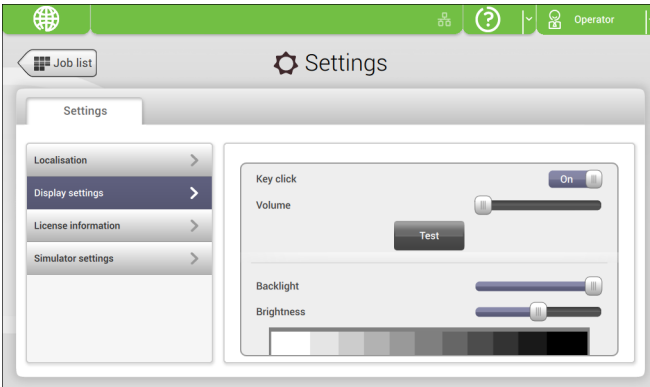 ?
Operator
Job list
Settings
Settings
Localisation
Display settings
License information
Simulator settings
Key click
On
Volume
Test
Backlight
Brightness